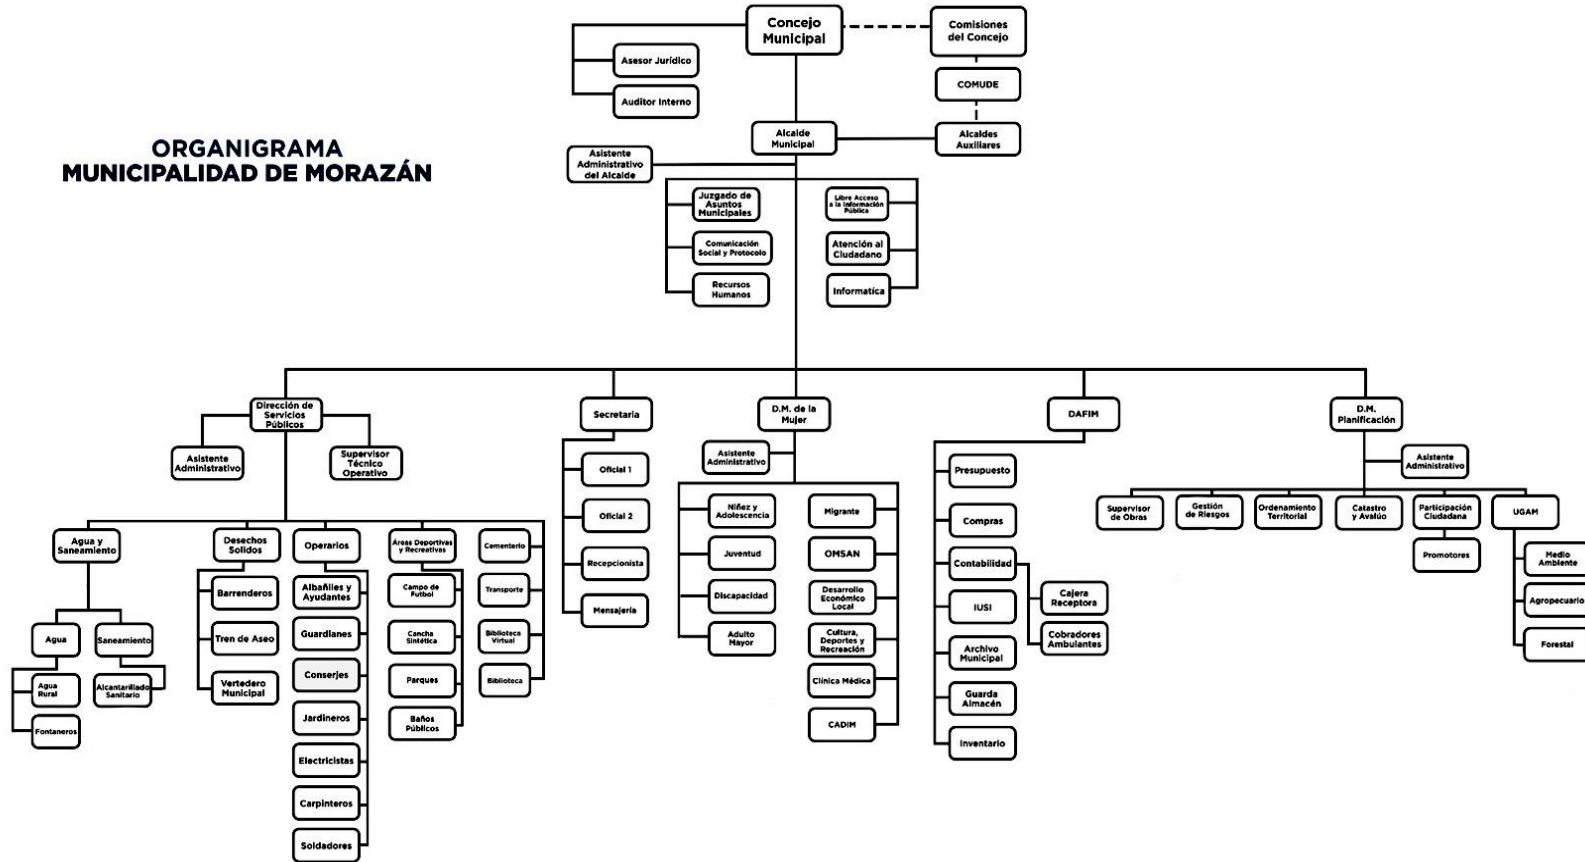 Concejo
Municipal
Comisiones
del Concejo
Asesor Jurídico
COMUDE
Auditor Interno
ORGANIGRAMA
MUNICIPALIDAD DE MORAZÁN
Alcalde
Municipal
Alcaldes
Auxiliares
Asistente
Administrativo
del Alcalde
Juzgado de
Asuntos
Municipales
Libre Acceso
a la Información
Pública
Comunicación
Social y Protocolo
Atención al
Ciudadano
Recursos
Humanos
Informatíca
Dirección de
Servicios
Públicos
Secretaria
D.M. de la
Mujer
DAFIM
D.M.
Planificación
Asistente
Administrativo
Supervisor
Técnico
Operativo
Agua y
Saneamiento
Desechos
Solidos
Operarios
Áreas Deportivas
y Recreativas
Cementerio
Agua
Saneamiento
Agua
Rural
Alcantarillado
Sanitario
Fontaneros
Barrenderos
Tren de Aseo
Vertedero
Municipal
Albañiles y
Ayudantes
Guardianes
Conserjes
Jardineros
Electricistas
Carpinteros
Soldadores
Campo de
Futbol
Cancha
Sintética
Parques
Baños
Públicos
Transporte
Biblioteca
Virtual
Biblioteca
Oficial 1
Oficial 2
Recepcionista
Mensajería
Asistente
Administrativo
Niñez y
Adolescencia
Juventud
Discapacidad
Adulto
Mayor
Migrante
OMSAN
Desarrollo
Económico
Local
Cultura,
Deportes y
Recreación
Clínica Médica
CADIM
Presupuesto
Compras
Contabilidad
IUSI
Archivo
Municipal
Guarda
Almacén
Inventario
Cajera
Receptora
Cobradores
Ambulantes
Asistente
Administrativo
Supervisor
de Obras
Gestión
de Riesgos
Ordenamiento
Territorial
Catastro
y Avalúo
Participación
Ciudadana
UGAM
Promotores
Medio
Ambiente
Agropecuario
Forestal